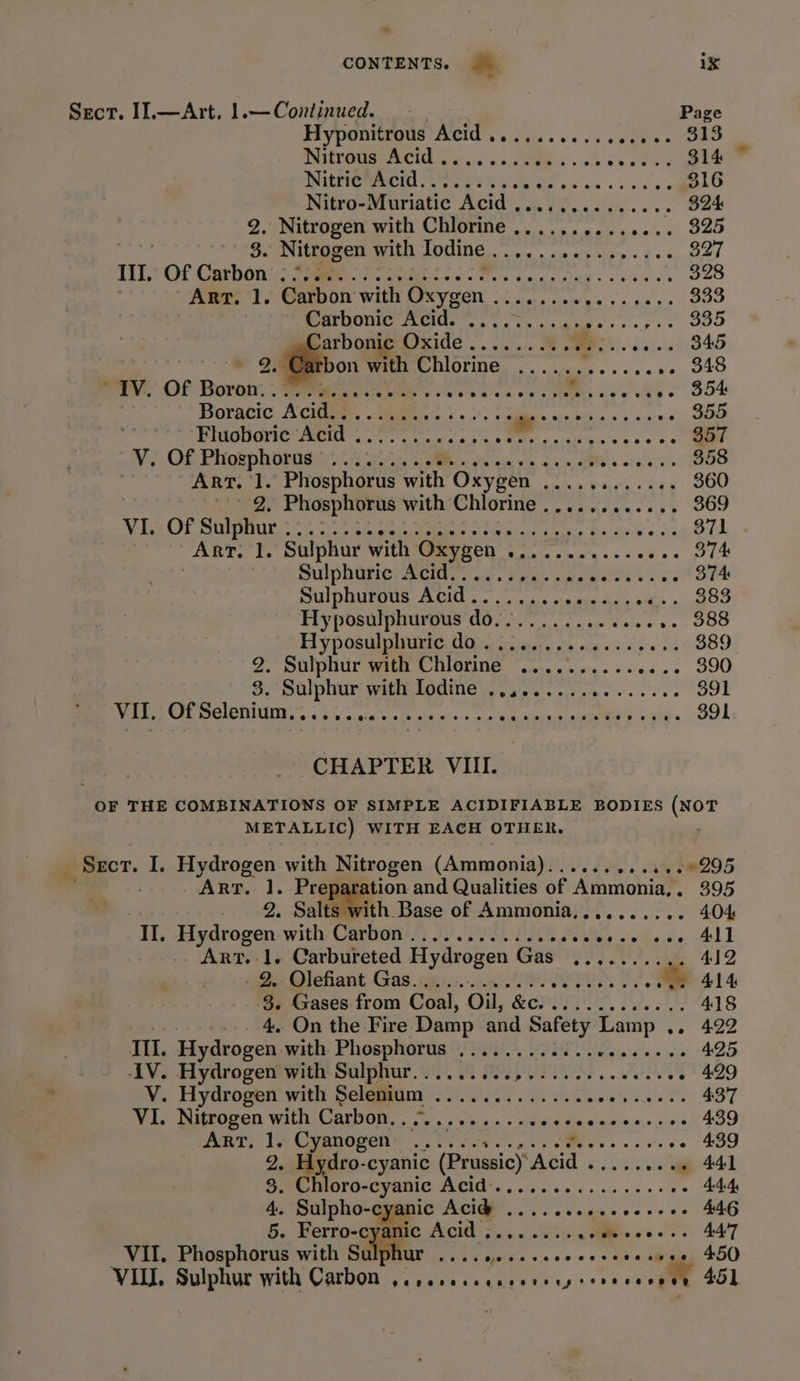 CONTENTS. ix
Sect. II.—Art. 1.—Continued. Page
Hyponitrous Acid ................ 313
Nitrous Acid .................... 314
Nitric Acid...................... 316
Nitro-Muriatic Acid .............. 324
2. Nitrogen with Chlorine .............. 325
3. Nitrogen with Iodine ................ 327
III. Of Carbon ............................ 328
Art. 1. Carbon with Oxygen ................ 333
Carbonic Acid. .................... 335
Carbonic Oxide .................... 345
2. Carbon with Chlorine .............. 348
IV. Of Boron. ............................ 354
Boracic Acid. ........................ 355
Fluoboric Acid ........................ 357
V. Of Phosphorus ........................ 358
Art. 1. Phosphorus with Oxygen ............ 360
2. Phosphorus with Chlorine ............ 369
VI. Of Sulphur ............................ 371
Art. 1. Sulphur with Oxygen ................ 374
Sulphuric Acid. .................... 374
Sulphurous Acid .................... 383
Hyposulphurous do. ................ 388
Hyposulphuric do .................. 389
2. Sulphur with Chlorine .............. 390
3. Sulphur with Iodine ................ 391
VII. Of Selenium. ........................ 391
CHAPTER VIII.
OF THE COMBINATIONS OF SIMPLE ACIDIFIABLE BODIES (NOT
METALLIC) WITH EACH OTHER.
Sect. I. Hydrogen with Nitrogen (Ammonia) .............. 295
Art. 1. Preparation and Qualities of Ammonia. . 395
2. Salts with Base of Ammonia. ......... 404
II. Hydrogen with Carbon ........................ 411
Art. 1. Carbureted Hydrogen Gas .......... 412
2. Olefiant Gas. ........................ 414
3. Gases from Coal, Oil, &c. ............ 418
4. On the Fire Damp and Safety Lamp .. 422
III. Hydrogen with Phosphorus .................... 425
IV. Hydrogen with Sulphur. ...................... 429
V. Hydrogen with Selenium ...................... 437
VI. Nitrogen with Carbon. ........................ 439
Art. 1. Cyanogen ............................ 439
2. Hydro-cyanic (Prussic) Acid .......... 441
3. Chloro-cyanic Acid .................. 444
4. Sulpho-cyanic Acid .................. 446
5. Ferro-cyanic Acid .................... 447
VII. Phosphorus with Sulphur ...................... 450
VIII. Sulphur with Carbon ........................ 451